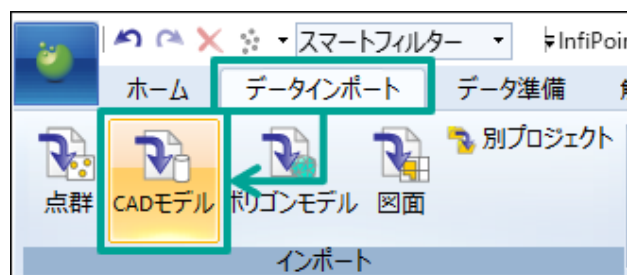 スマートフィルター InfiPoi
ホーム データインポート データ準備
別プロジェクト
点群 CADモデル ポリゴンモデル 図面
インポート